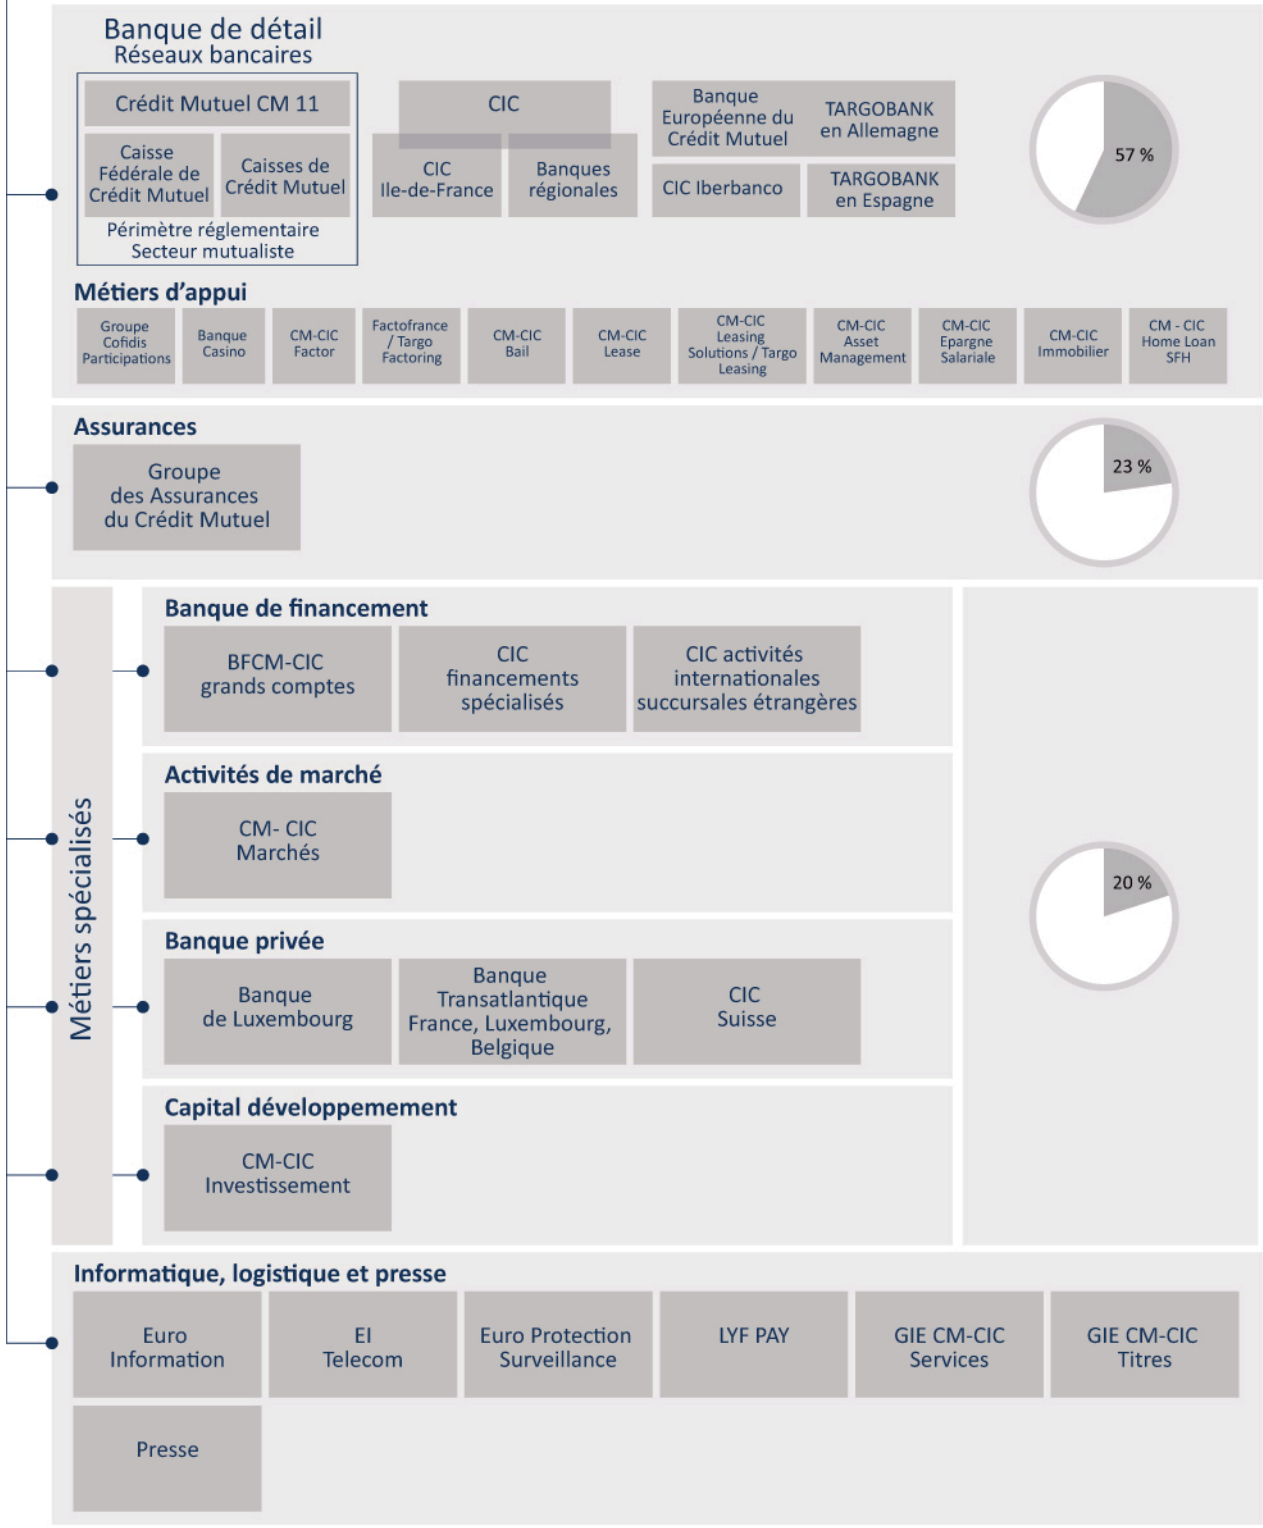 Banque de détail
Réseaux bancaires
Crédit Mutuel CM 11
Caisse
Fédérale de
Crédit Mutuel
Caisses de
Crédit Mutuel
Périmètre réglementaire
Secteur mutualiste
CIC
CIC
Ile-de-France
Banques
régionales
Banque
Européenne du
Crédit Mutuel
TARGOBANK
en Allemagne
CIC Iberbanco
TARGOBANK
en Espagne
57 %
Métiers d'appui
Groupe
Cofidis
Participations
Banque
Casino
CM-CIC
Factor
Factofrance
/ Targo
Factoring
CM-CIC
Bail
CM-CIC
Lease
CM-CIC
Leasing
Solutions / Targo
Leasing
CM-CIC
Asset
Management
CM-CIC
Epargne
Salariale
CM-CIC
Immobilier
CM - CIC
Home Loan
SFH
Assurances
Groupe
des Assurances
du Crédit Mutuel
23 %
Métiers spécialisés
Banque de financement
BFCM-CIC
grands comptes
CIC
financements
spécialisés
CIC activités
internationales
succursales étrangères
Activités de marché
CM- CIC
Marchés
20 %
Banque privée
Banque
de Luxembourg
Banque
Transatlantique
France, Luxembourg,
Belgique
CIC
Suisse
Capital développemement
CM-CIC
Investissement
Informatique, logistique et presse
Euro
Information
EI
Telecom
Euro Protection
Surveillance
LYF PAY
GIE CM-CIC
Services
GIE CM-CIC
Titres
Presse